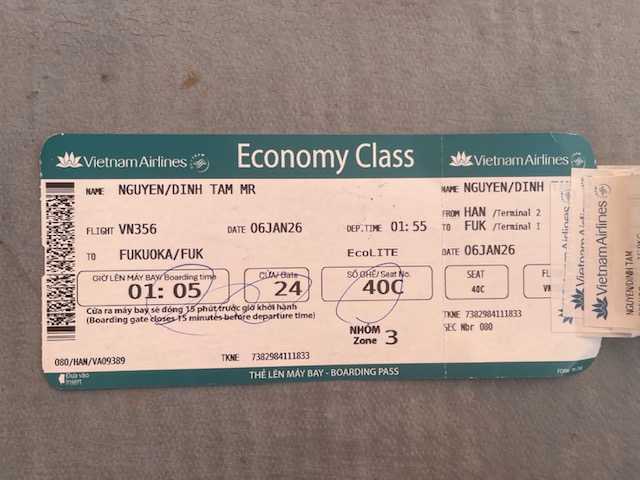 VietnamAirlines
Economy Class
VietnamAirlines
NAME NGUYEN/DINH TAM MR
FLIGHT VN356 DATE 06JAN26 DEP.TIME 01:55
TO FUKUOKA/FUK EcoLITE
GIỜ LÊN MÁY BAY/Boarding time
01:05
CỬA/Gate
24
SỐ GHẾ/Seat No.
40C
Cửa ra máy bay sẽ đóng 15 phút trước giờ khởi hành
(Boarding gate closes 15 minutes before departure time)
NHÓM
Zone 3
080/HAN/VA09389 TKNE 7382984111833
Đưa vào
Insert
THẺ LÊN MÁY BAY - BOARDING PASS
NAME NGUYEN/DINH
FROM HAN /Terminal 2
TO FUK /Terminal I
DATE 06JAN26
SEAT
40C
TKNE 7382984111833
SEC Nbr 080
Vietnam Airlines
Vietnam Airlines
NGUYEN/DINH TAM